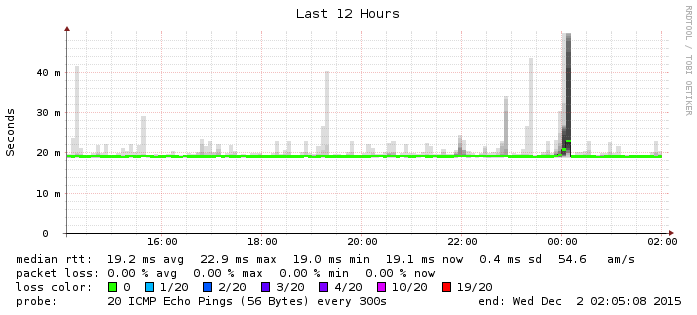 Last 12 Hours
RRDTOOL / TOBI OETIKER
Seconds
40 m
30 m
20 m
10 m
0
16:00 18:00 20:00 22:00 00:00 02:00
median rtt: 19.2 ms avg 22.9 ms max 19.0 ms min 19.1 ms now 0.4 ms sd 54.6 am/s
packet loss: 0.00 % avg 0.00 % max 0.00 % min 0.00 % now
loss color: 0 1/20 2/20 3/20 4/20 10/20 19/20
probe: 20 ICMP Echo Pings (56 Bytes) every 300s end: Wed Dec 2 02:05:08 2015